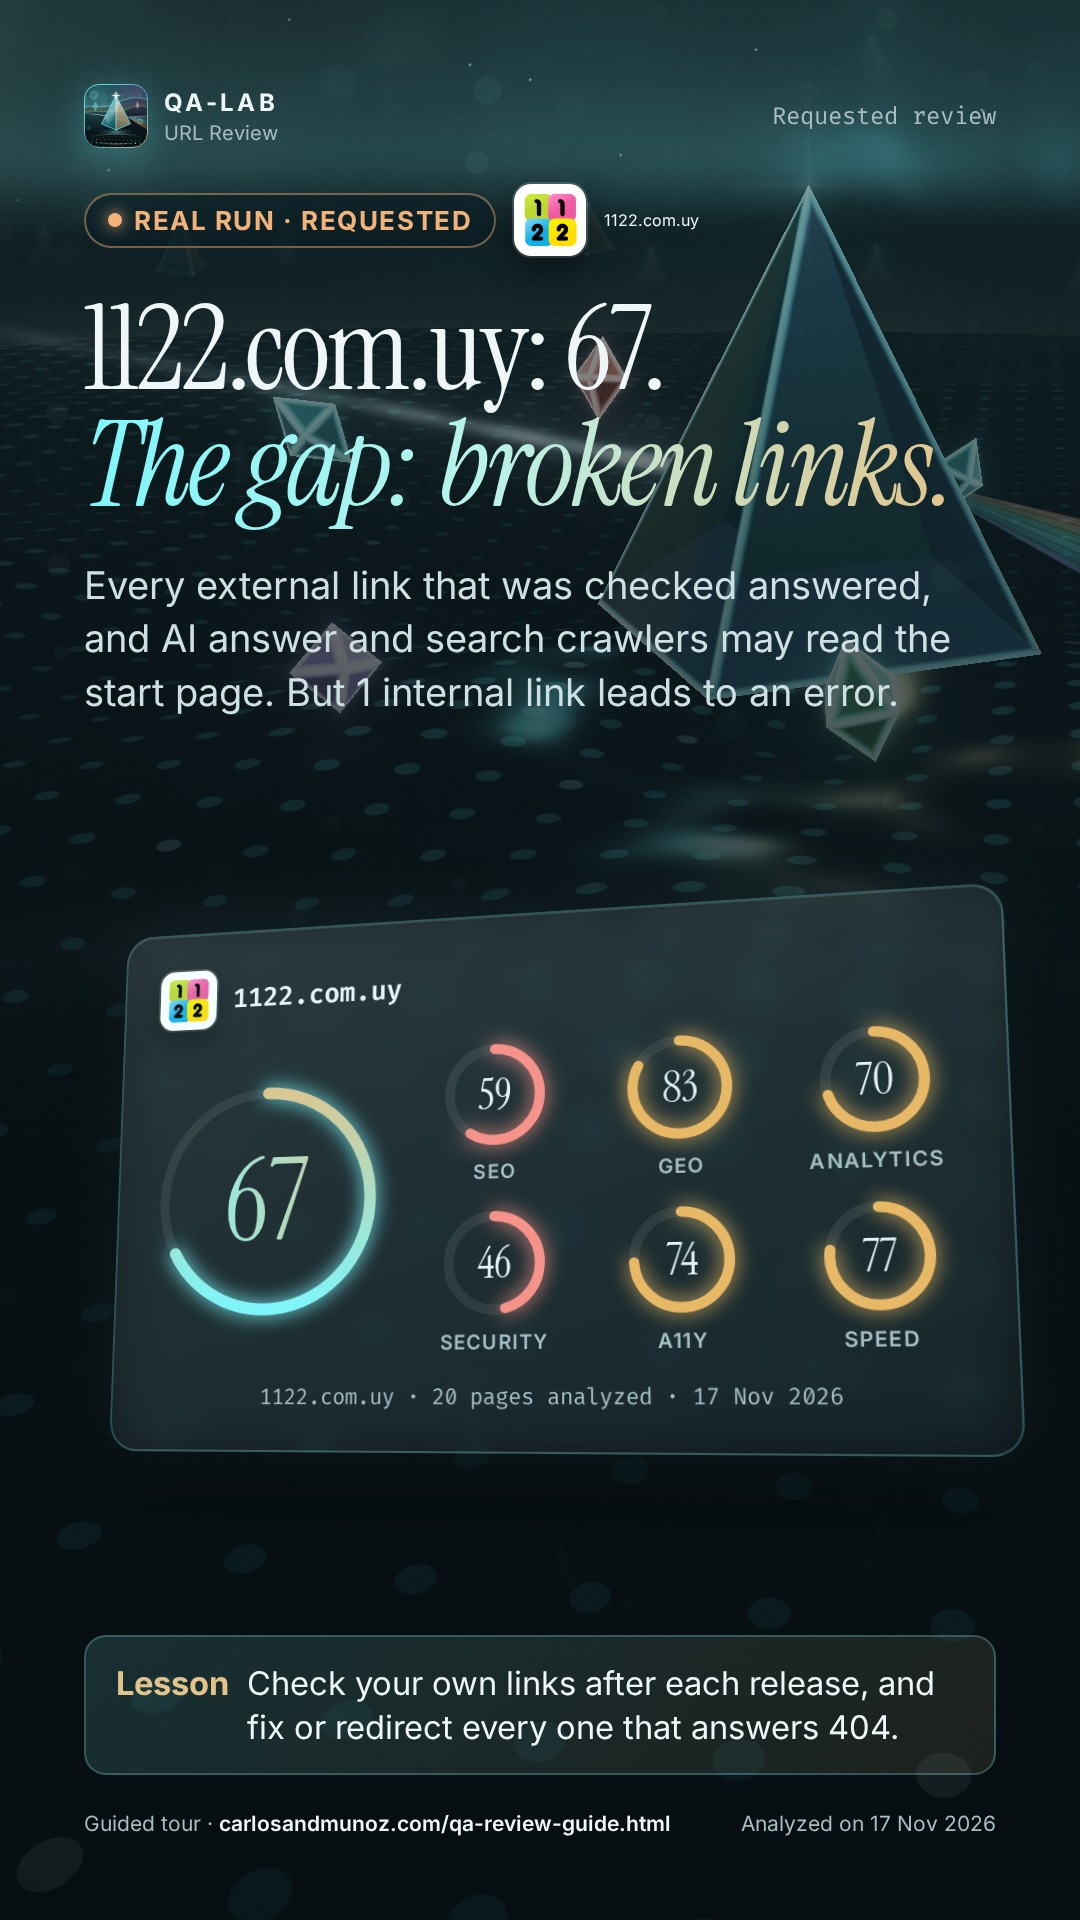 QA-LAB
URL Review
Requested review
REAL RUN · REQUESTED
11
22
1122.com.uy
1122.com.uy: 67.
The gap: broken links.
Every external link that was checked answered,
and AI answer and search crawlers may read the
start page. But 1 internal link leads to an error.
11
22
1122.com.uy
67
59
SEO
83
GEO
70
ANALYTICS
46
SECURITY
74
A11Y
77
SPEED
1122.com.uy · 20 pages analyzed · 17 Nov 2026
Lesson Check your own links after each release, and
fix or redirect every one that answers 404.
Guided tour · carlosandmunoz.com/qa-review-guide.html
Analyzed on 17 Nov 2026